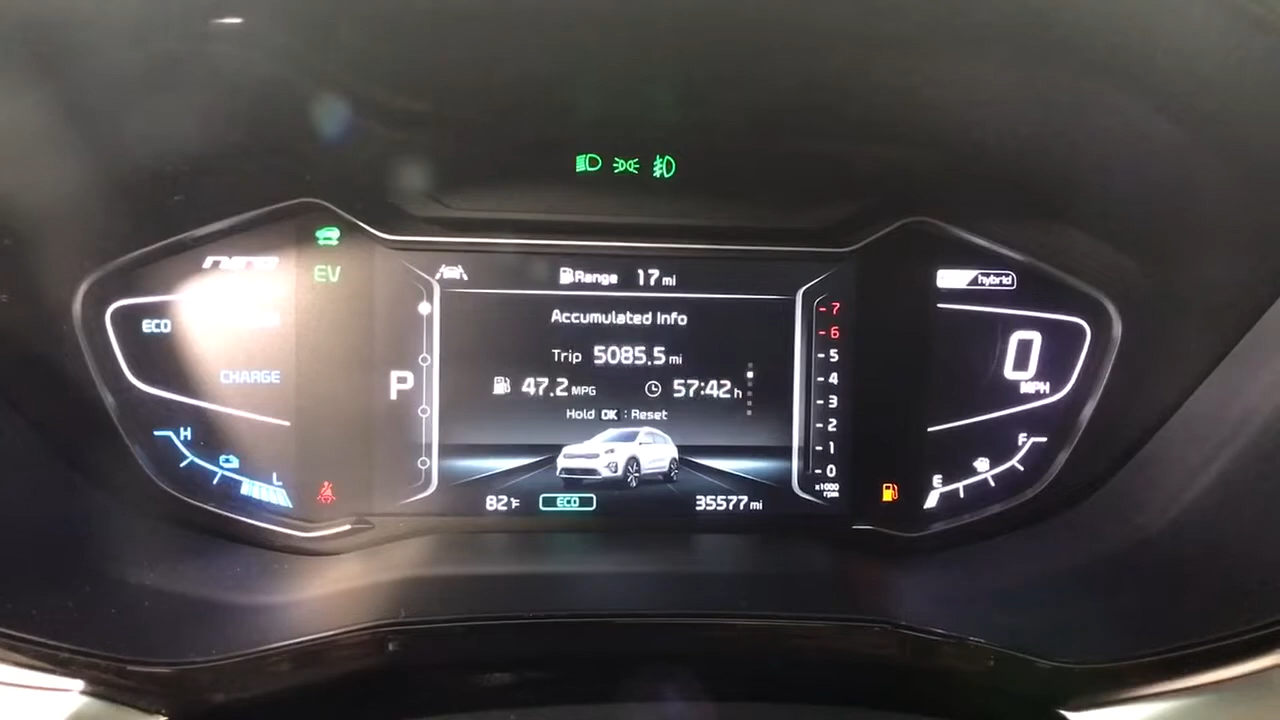 niro
EV
hybrid
Range 17 mi
ECO
CHARGE
P
Accumulated Info
Trip 5085.5 mi
47.2 MPG 57:42 h
Hold OK : Reset
7
6
5
4
3
2
1
0
x1000
rpm
0
MPH
H
L
F
E
82°F
ECO
35577 mi